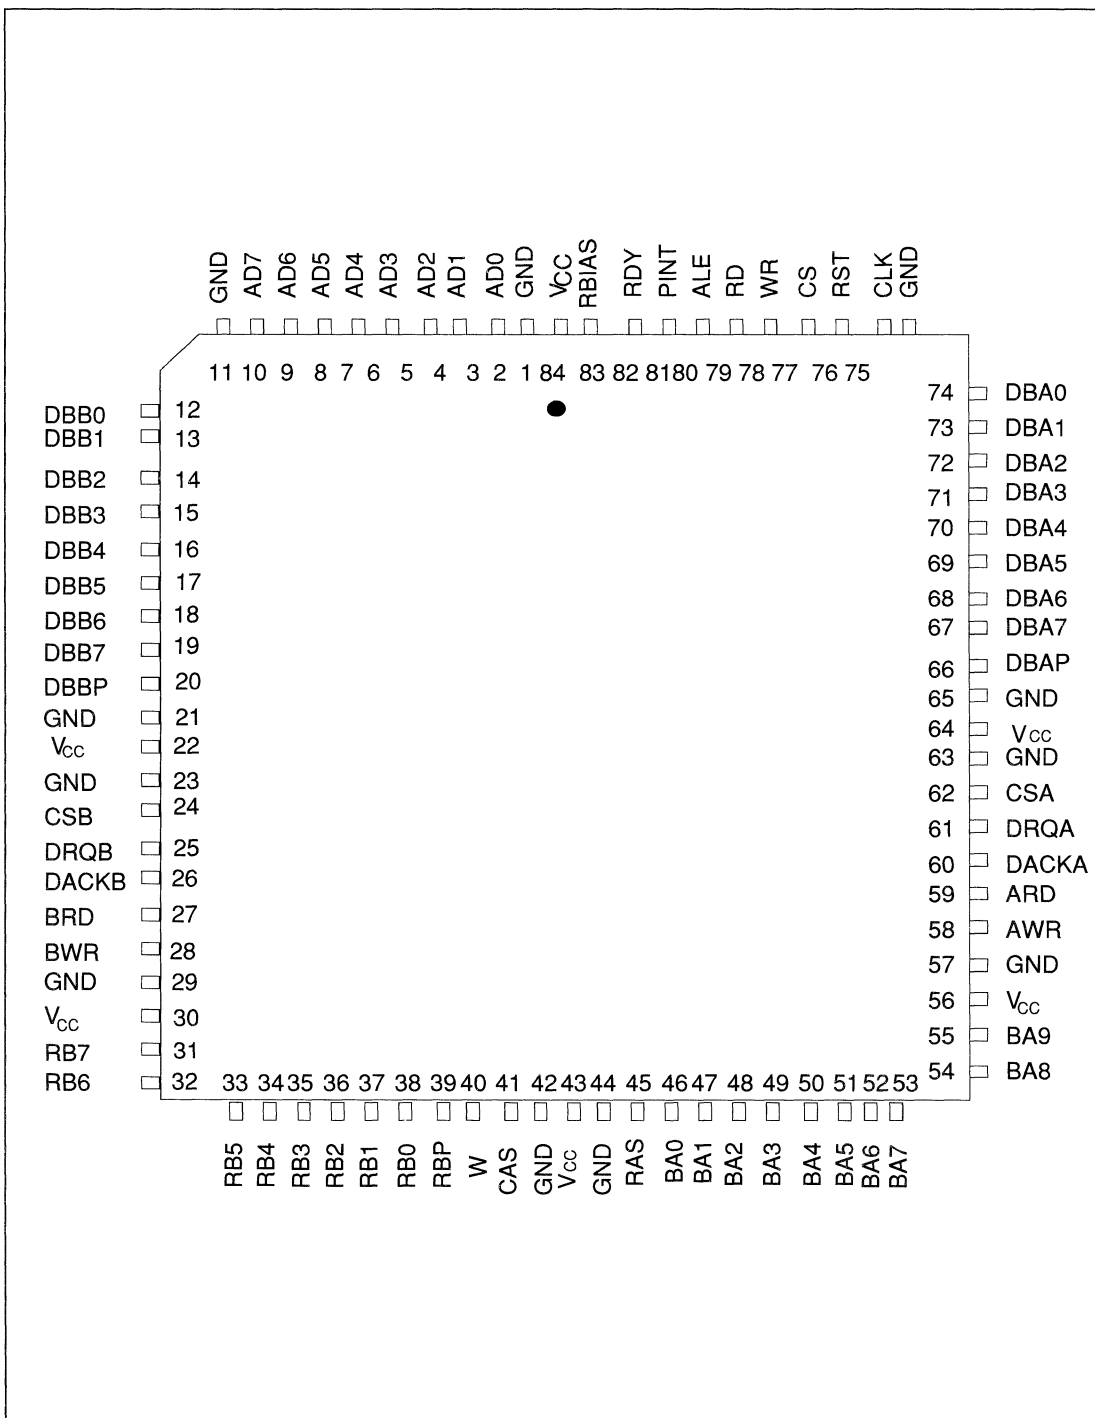 GND AD7 AD6 AD5 AD4 AD3 AD2 AD1 AD0 GND VCC RBIAS RDY PINT ALE RD WR CS RST CLK GND
11 10 9 8 7 6 5 4 3 2 1 84 83 82 81 80 79 78 77 76 75
DBB0 12
DBB1 13
DBB2 14
DBB3 15
DBB4 16
DBB5 17
DBB6 18
DBB7 19
DBBP 20
GND 21
VCC 22
GND 23
CSB 24
DRQB 25
DACKB 26
BRD 27
BWR 28
GND 29
VCC 30
RB7 31
RB6 32
74 DBA0
73 DBA1
72 DBA2
71 DBA3
70 DBA4
69 DBA5
68 DBA6
67 DBA7
66 DBAP
65 GND
64 VCC
63 GND
62 CSA
61 DRQA
60 DACKA
59 ARD
58 AWR
57 GND
56 VCC
55 BA9
54 BA8
33 34 35 36 37 38 39 40 41 42 43 44 45 46 47 48 49 50 51 52 53
RB5 RB4 RB3 RB2 RB1 RB0 RBP W CAS GND VCC GND RAS BA0 BA1 BA2 BA3 BA4 BA5 BA6 BA7